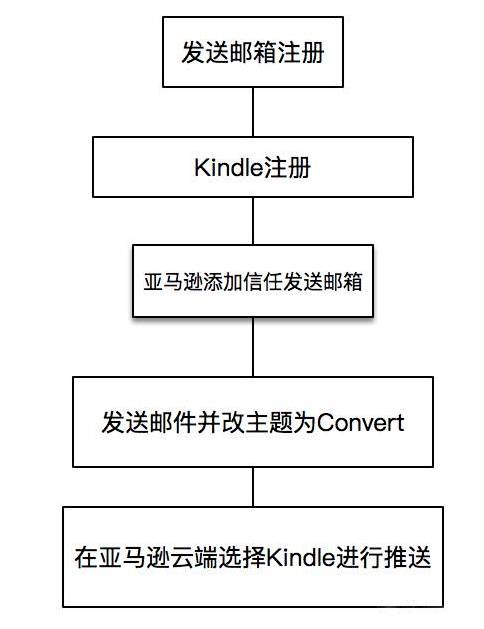 发送邮箱注册
Kindle注册
亚马逊添加信任发送邮箱
发送邮件并改主题为Convert
在亚马逊云端选择Kindle进行推送